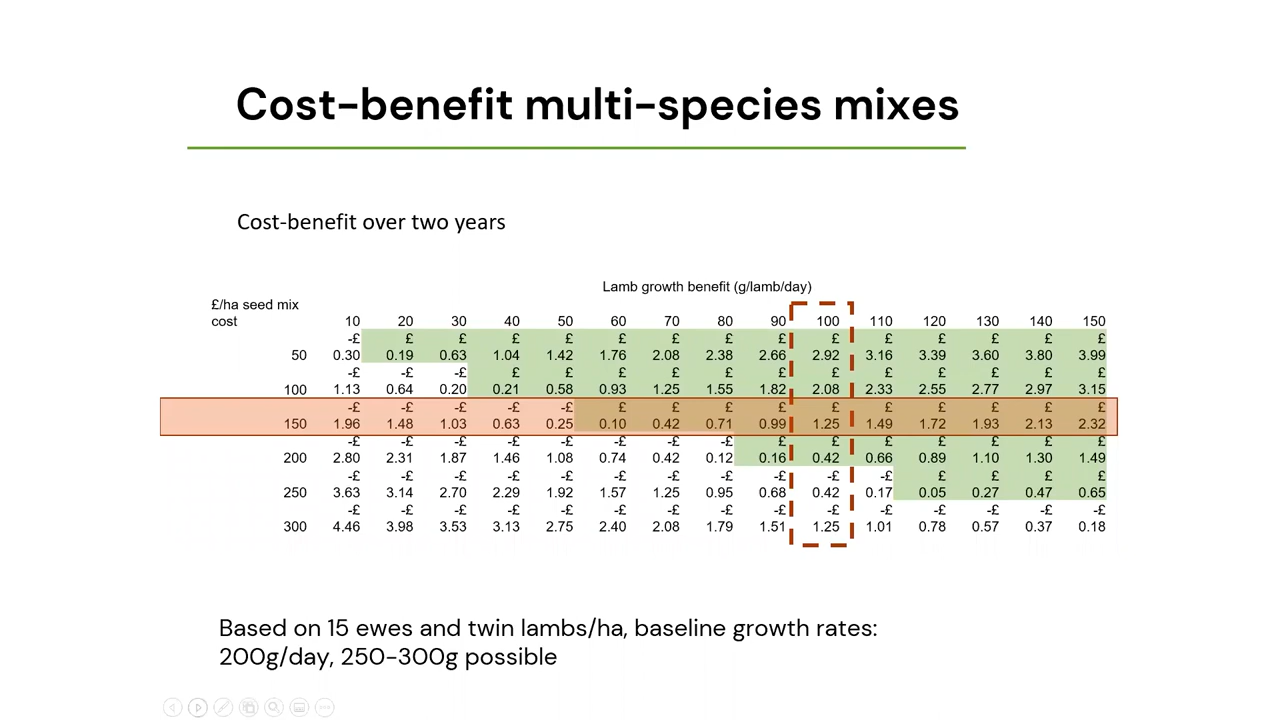 Cost-benefit multi-species mixes
Cost-benefit over two years
Lamb growth benefit (g/lamb/day)
£/ha seed mix
cost 10 20 30 40 50 60 70 80 90 100 110 120 130 140 150
-£ £ £ £ £ £ £ £ £ £ £ £ £ £ £
50 0.30 0.19 0.63 1.04 1.42 1.76 2.08 2.38 2.66 2.92 3.16 3.39 3.60 3.80 3.99
-£ -£ -£ £ £ £ £ £ £ £ £ £ £ £ £
100 1.13 0.64 0.20 0.21 0.58 0.93 1.25 1.55 1.82 2.08 2.33 2.55 2.77 2.97 3.15
-£ -£ -£ -£ -£ £ £ £ £ £ £ £ £ £ £
150 1.96 1.48 1.03 0.63 0.25 0.10 0.42 0.71 0.99 1.25 1.49 1.72 1.93 2.13 2.32
-£ -£ -£ -£ -£ -£ -£ -£ £ £ £ £ £ £ £
200 2.80 2.31 1.87 1.46 1.08 0.74 0.42 0.12 0.16 0.42 0.66 0.89 1.10 1.30 1.49
-£ -£ -£ -£ -£ -£ -£ -£ -£ -£ -£ £ £ £ £
250 3.63 3.14 2.70 2.29 1.92 1.57 1.25 0.95 0.68 0.42 0.17 0.05 0.27 0.47 0.65
-£ -£ -£ -£ -£ -£ -£ -£ -£ -£ -£ -£ -£ -£ -£
300 4.46 3.98 3.53 3.13 2.75 2.40 2.08 1.79 1.51 1.25 1.01 0.78 0.57 0.37 0.18
Based on 15 ewes and twin lambs/ha, baseline growth rates:
200g/day, 250-300g possible